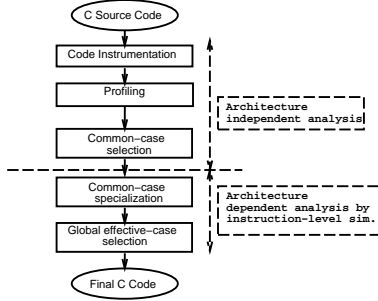 C Source Code
Code Instrumentation
Profiling
Architecture
independent analysis
Common-case
selection
Common-case
specialization
Architecture
dependent analysis by
instruction-level sim.
Global effective-case
selection
Final C Code